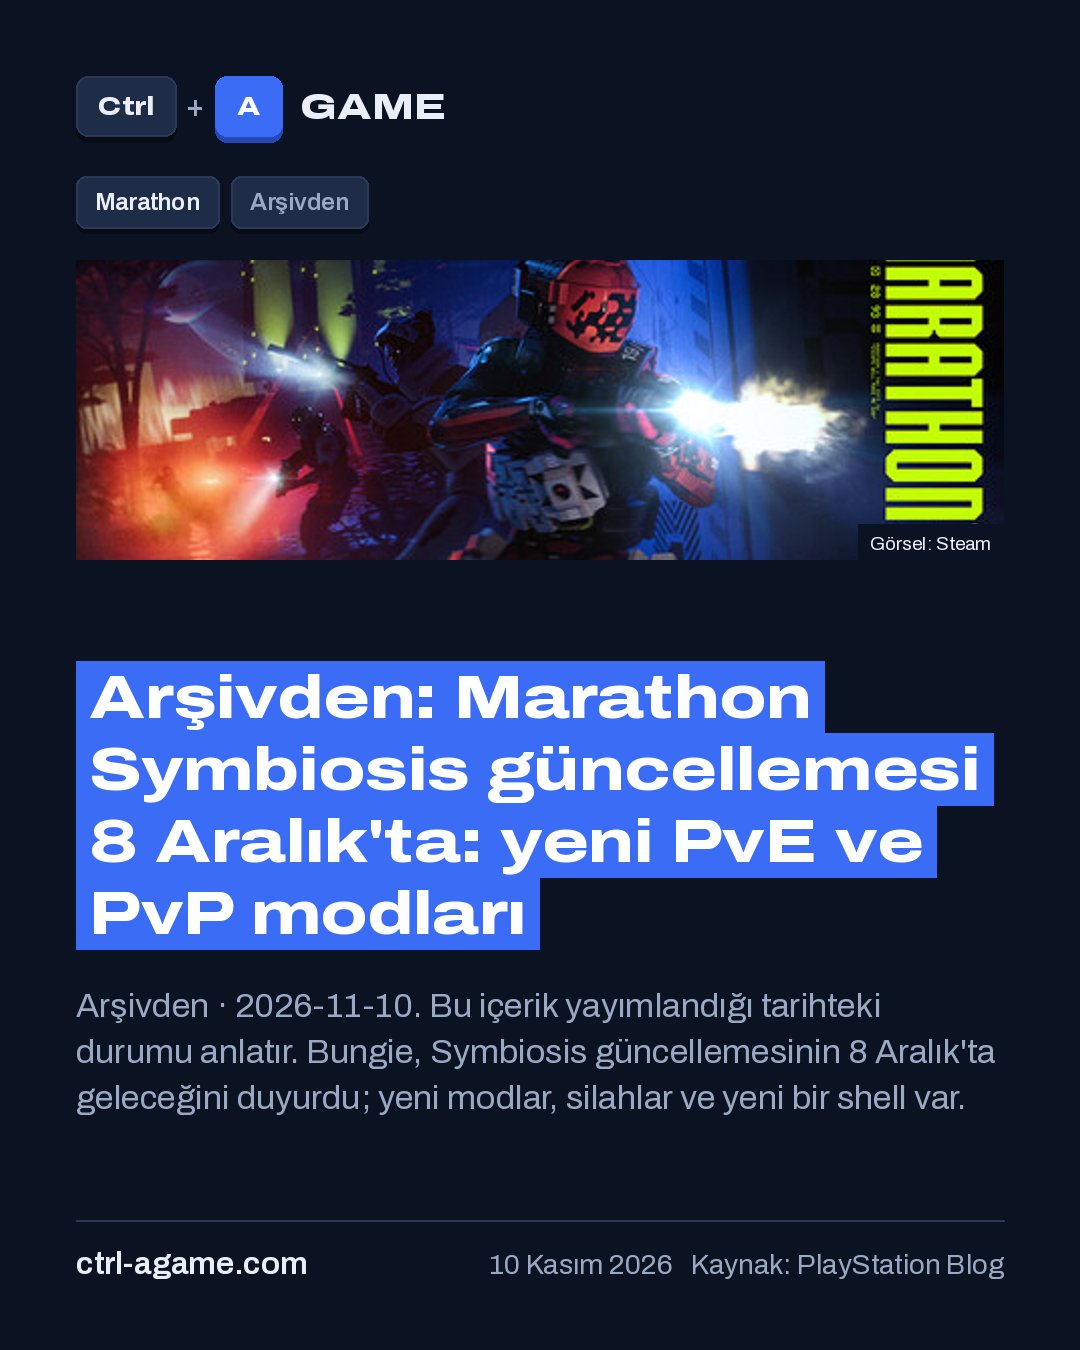 Ctrl + A GAME
Marathon Arşivden
ARATHON
Görsel: Steam
Arşivden: Marathon
Symbiosis güncellemesi
8 Aralık'ta: yeni PvE ve
PvP modları
Arşivden · 2026-11-10. Bu içerik yayımlandığı tarihteki
durumu anlatır. Bungie, Symbiosis güncellemesinin 8 Aralık'ta
geleceğini duyurdu; yeni modlar, silahlar ve yeni bir shell var.
ctrl-agame.com 10 Kasım 2026 Kaynak: PlayStation Blog